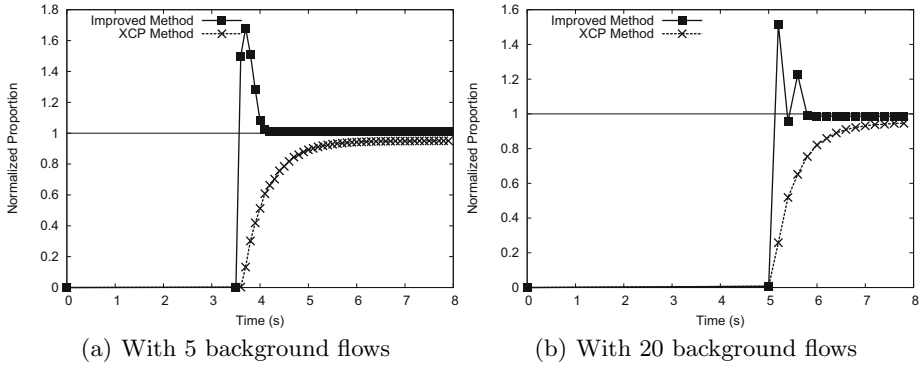 Improved Method
XCP Method
Normalized Proportion
1.8
1.6
1.4
1.2
1
0.8
0.6
0.4
0.2
0
0 1 2 3 4 5 6 7 8
Time (s)
(a) With 5 background flows
Improved Method
XCP Method
Normalized Proportion
1.6
1.4
1.2
1
0.8
0.6
0.4
0.2
0
0 1 2 3 4 5 6 7 8
Time (s)
(b) With 20 background flows